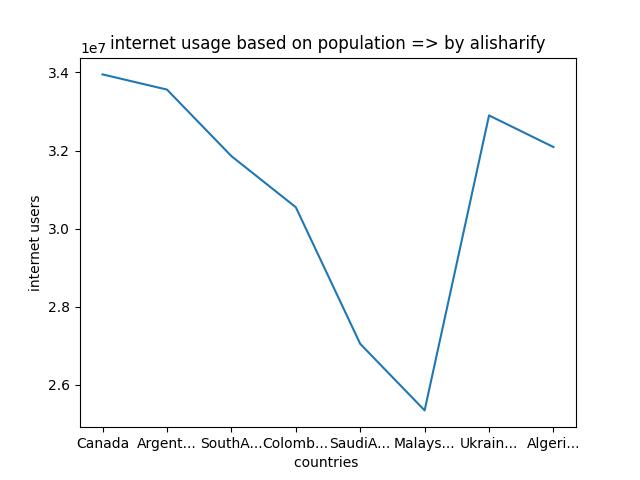 internet usage based on population => by alisharify
1e7
3.4
3.2
3.0
2.8
2.6
internet users
Canada Argent... SouthA... Colomb... SaudiA... Malays... Ukrain... Algeri...
countries